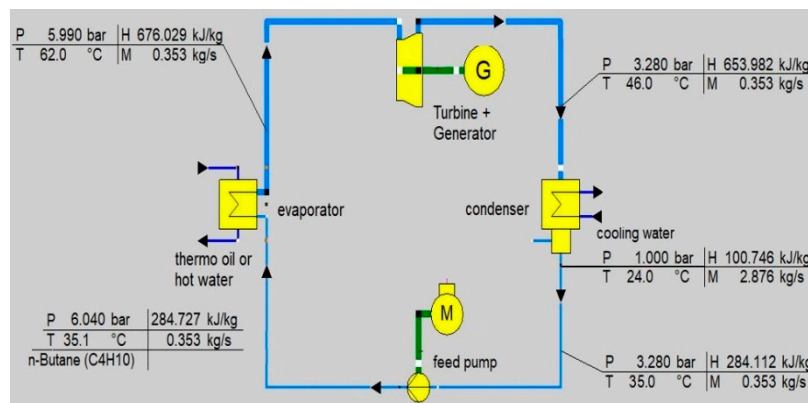 P 5.990 bar H 676.029 kJ/kg
T 62.0 °C M 0.353 kg/s
G
Turbine +
Generator
P 3.280 bar H 653.982 kJ/kg
T 46.0 °C M 0.353 kg/s
evaporator
condenser
thermo oil or
hot water
cooling water
P 1.000 bar H 100.746 kJ/kg
T 24.0 °C M 2.876 kg/s
P 6.040 bar 284.727 kJ/kg
T 35.1 °C 0.353 kg/s
n-Butane (C4H10)
M
feed pump
P 3.280 bar H 284.112 kJ/kg
T 35.0 °C M 0.353 kg/s